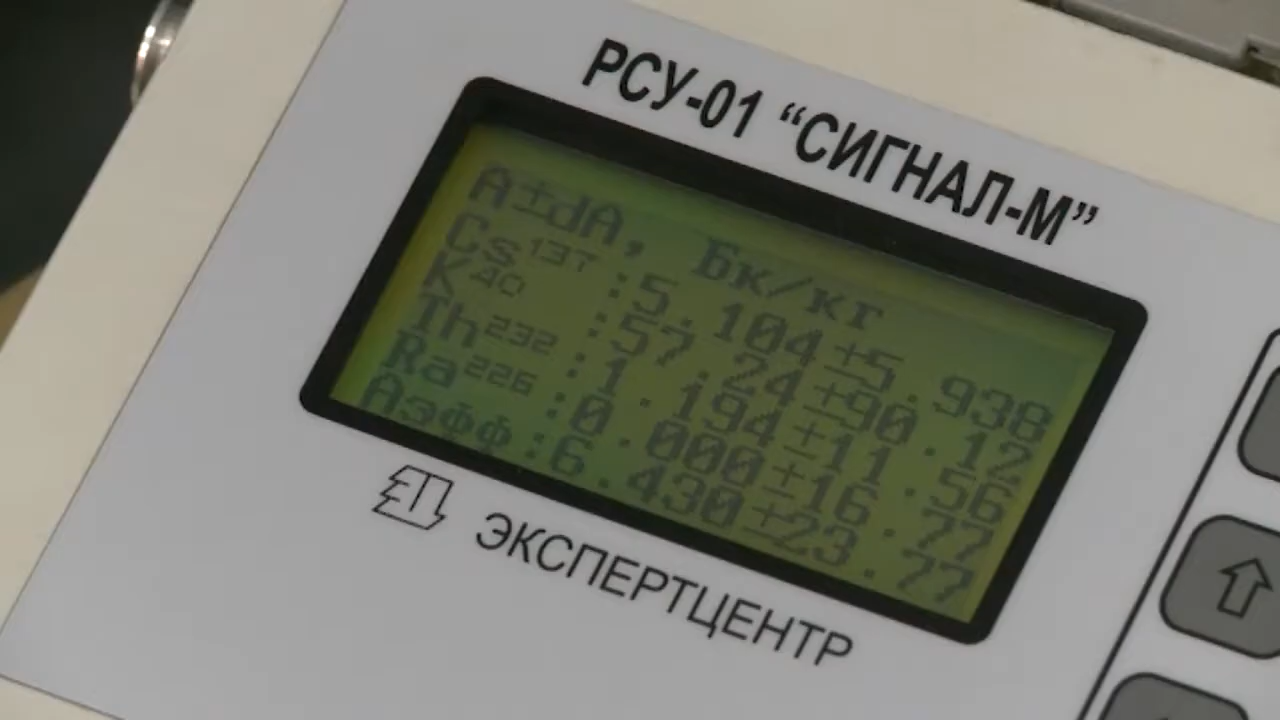 РСУ-01 “СИГНАЛ-М”
A±dA, Бк/кг
Cs¹³⁷ :5.104±5.938
K⁴⁰ :57.24±90.12
Th²³² :1.194±11.56
Ra²²⁶ :0.000±16.77
Аэфф:6.430±23.77
ЭКСПЕРТЦЕНТР